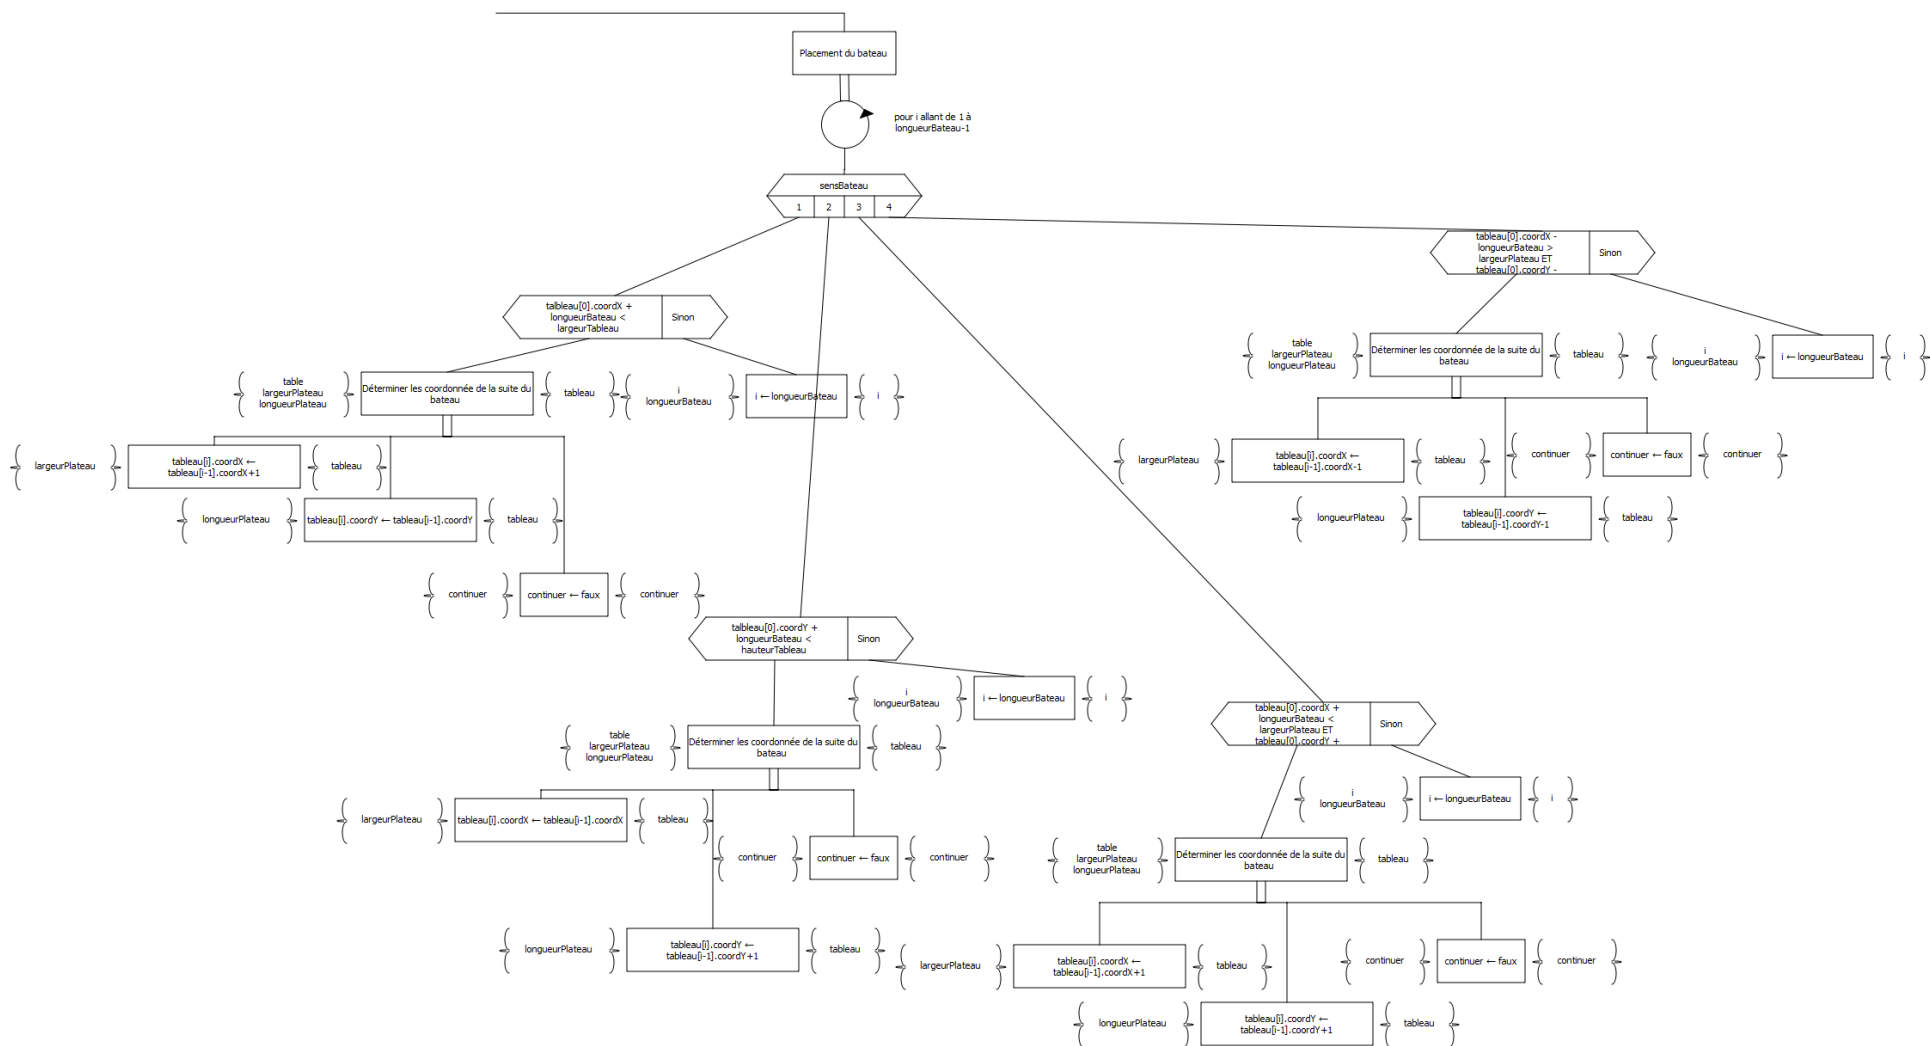 Placement du bateau
pour i allant de 1 à
longueurBateau-1
sensBateau
1 2 3 4
talbleau[0].coordX +
longueurBateau <
largeurTableau
Sinon
table
largeurPlateau
longueurPlateau
Déterminer les coordonnée de la suite du
bateau
tableau
i
longueurBateau
i ← longueurBateau
i
largeurPlateau
tableau[i].coordX ←
tableau[i-1].coordX+1
tableau
longueurPlateau
tableau[i].coordY ← tableau[i-1].coordY
tableau
continuer
continuer ← faux
continuer
talbleau[0].coordY +
longueurBateau <
hauteurTableau
Sinon
i
longueurBateau
i ← longueurBateau
i
table
largeurPlateau
longueurPlateau
Déterminer les coordonnée de la suite du
bateau
tableau
largeurPlateau
tableau[i].coordX ← tableau[i-1].coordX
tableau
continuer
continuer ← faux
continuer
longueurPlateau
tableau[i].coordY ←
tableau[i-1].coordY+1
tableau
tableau[0].coordX +
longueurBateau <
largeurPlateau ET
tableau[0].coordY +
Sinon
i
longueurBateau
i ← longueurBateau
i
table
largeurPlateau
longueurPlateau
Déterminer les coordonnée de la suite du
bateau
tableau
largeurPlateau
tableau[i].coordX ←
tableau[i-1].coordX+1
tableau
continuer
continuer ← faux
continuer
longueurPlateau
tableau[i].coordY ←
tableau[i-1].coordY+1
tableau
tableau[0].coordX -
longueurBateau >
largeurPlateau ET
tableau[0].coordY -
Sinon
table
largeurPlateau
longueurPlateau
Déterminer les coordonnée de la suite du
bateau
tableau
i
longueurBateau
i ← longueurBateau
i
largeurPlateau
tableau[i].coordX ←
tableau[i-1].coordX-1
tableau
continuer
continuer ← faux
continuer
longueurPlateau
tableau[i].coordY ←
tableau[i-1].coordY-1
tableau